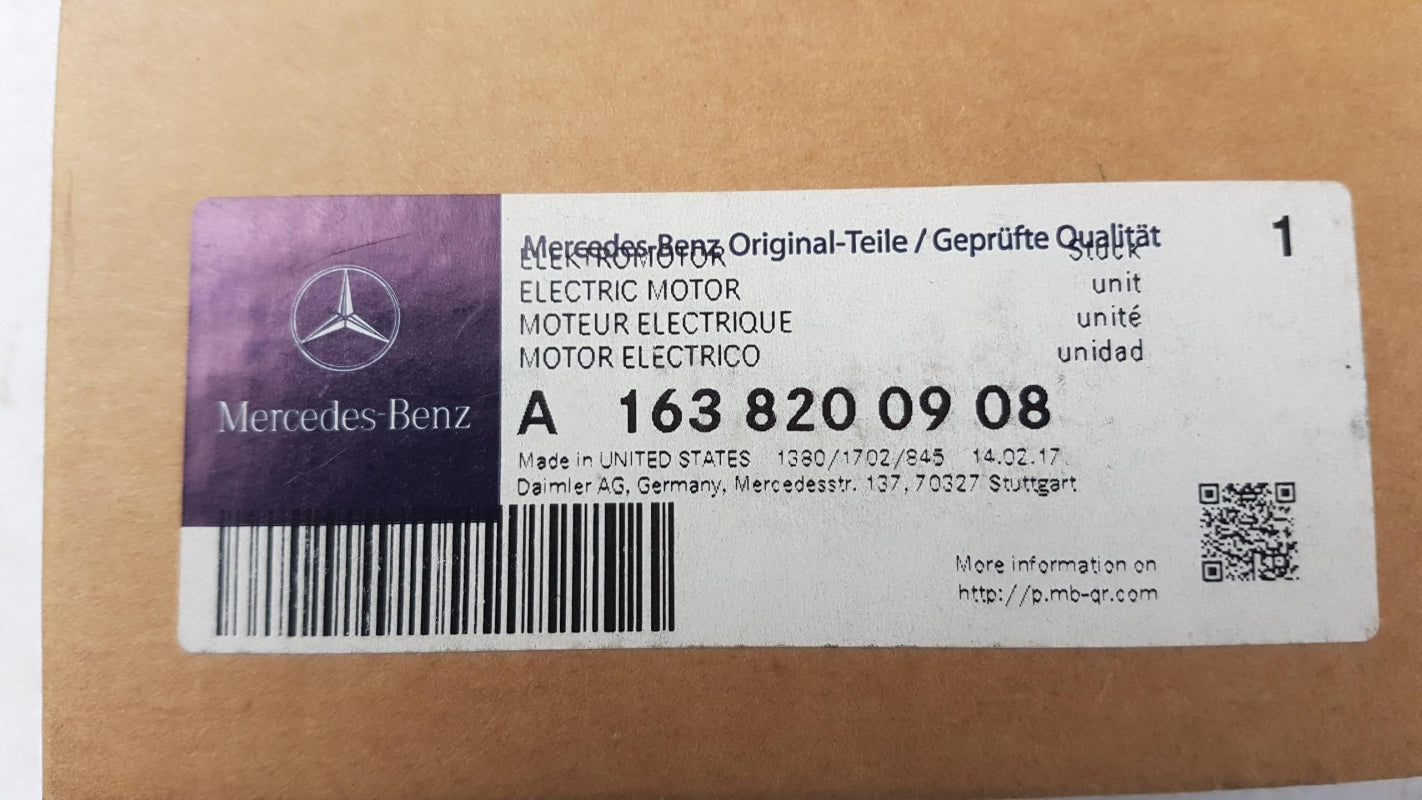 Mercedes-Benz
Mercedes-Benz Original-Teile / Geprüfte Qualität
1
ELEKTROMOTOR Stück
ELECTRIC MOTOR unit
MOTEUR ELECTRIQUE unité
MOTOR ELECTRICO unidad
A 163 820 09 08
Made in UNITED STATES 1380/1702/845 14.02.17
Daimler AG, Germany, Mercedesstr. 137, 70327 Stuttgart
More information on
http://p.mb-qr.com